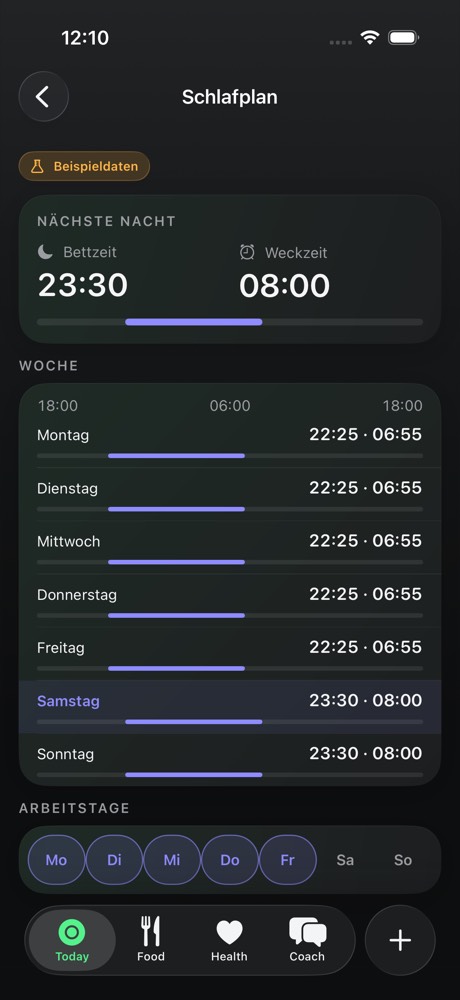 12:10
Schlafplan
Beispieldaten
NÄCHSTE NACHT
Bettzeit Weckzeit
23:30 08:00
WOCHE
18:00 06:00 18:00
Montag 22:25 · 06:55
Dienstag 22:25 · 06:55
Mittwoch 22:25 · 06:55
Donnerstag 22:25 · 06:55
Freitag 22:25 · 06:55
Samstag 23:30 · 08:00
Sonntag 23:30 · 08:00
ARBEITSTAGE
Mo Di Mi Do Fr Sa So
Today Food Health Coach